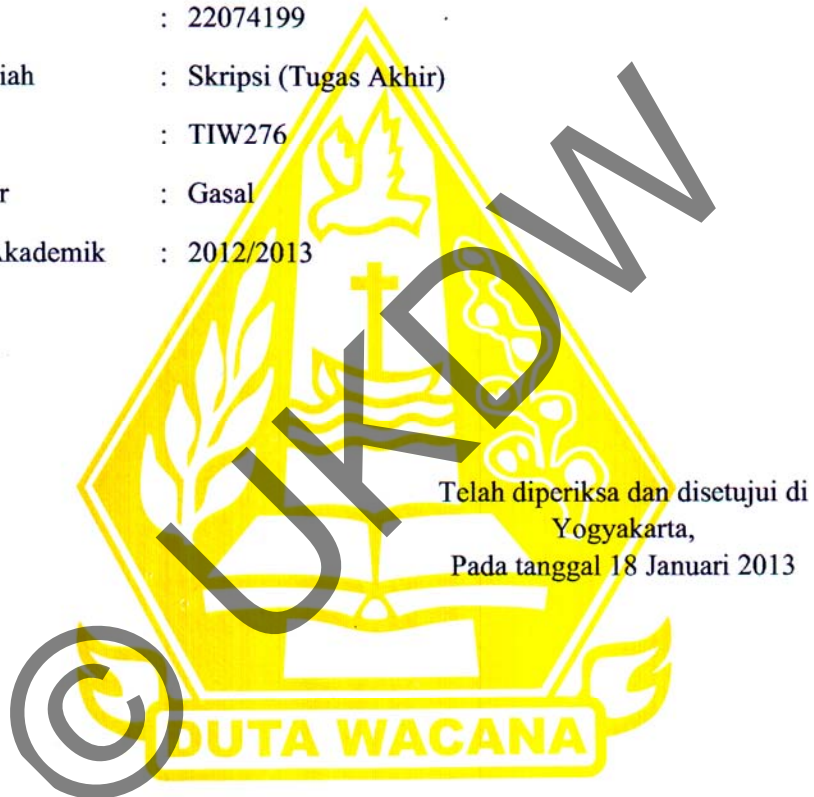 : 22074199
iah : Skripsi (Tugas Akhir)
: TIW276
r : Gasal
Akademik : 2012/2013
Telah diperiksa dan disetujui di
Yogyakarta,
Pada tanggal 18 Januari 2013
© UKDW
DUTA WACANA